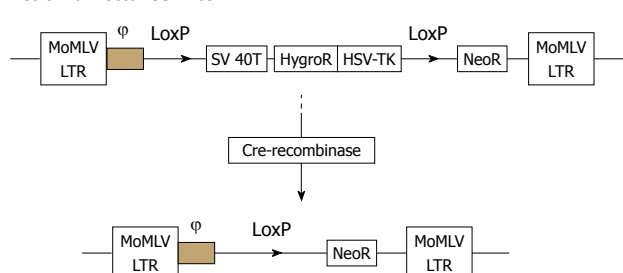 φ LoxP LoxP
MoMLV LTR SV 40T HygroR HSV-TK NeoR MoMLV LTR
Cre-recombinase
φ LoxP
MoMLV LTR NeoR MoMLV LTR